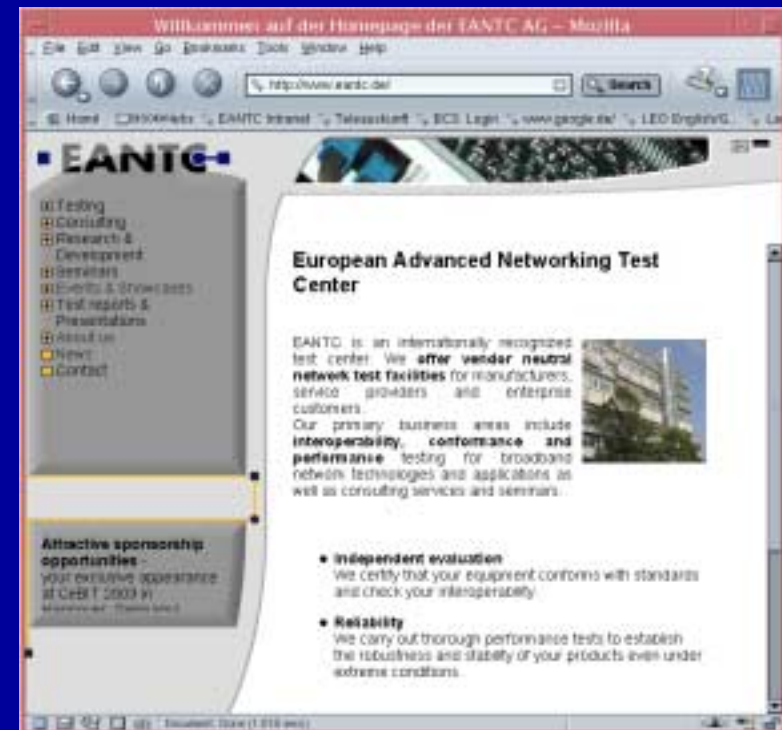 Willkommen auf der Homepage der EANTC AG – Mozilla
File Edit View Go Bookmarks Tools Window Help
http://www.eantc.de/
Search
Home Bookmarks EANTC Intranet Teleauskunft ECS Login www.google.de/ LEO English/G...
EANTC
Testing
Consulting
Research &
Development
Seminars
Events & Showcases
Test reports &
Presentations
About us
News
Contact
Attractive sponsorship
opportunities -
your exclusive appearance
at CeBIT 2003 in
European Advanced Networking Test
Center
EANTC is an internationally recognized
test center. We offer vendor neutral
network test facilities for manufacturers,
service providers and enterprise
customers.
Our primary business areas include
interoperability, conformance and
performance testing for broadband
network technologies and applications as
well as consulting services and seminars.
Independent evaluation
We certify that your equipment conforms with standards
and check your interoperability.
Reliability
We carry out thorough performance tests to establish
the robustness and stability of your products even under
extreme conditions.
Document: Done